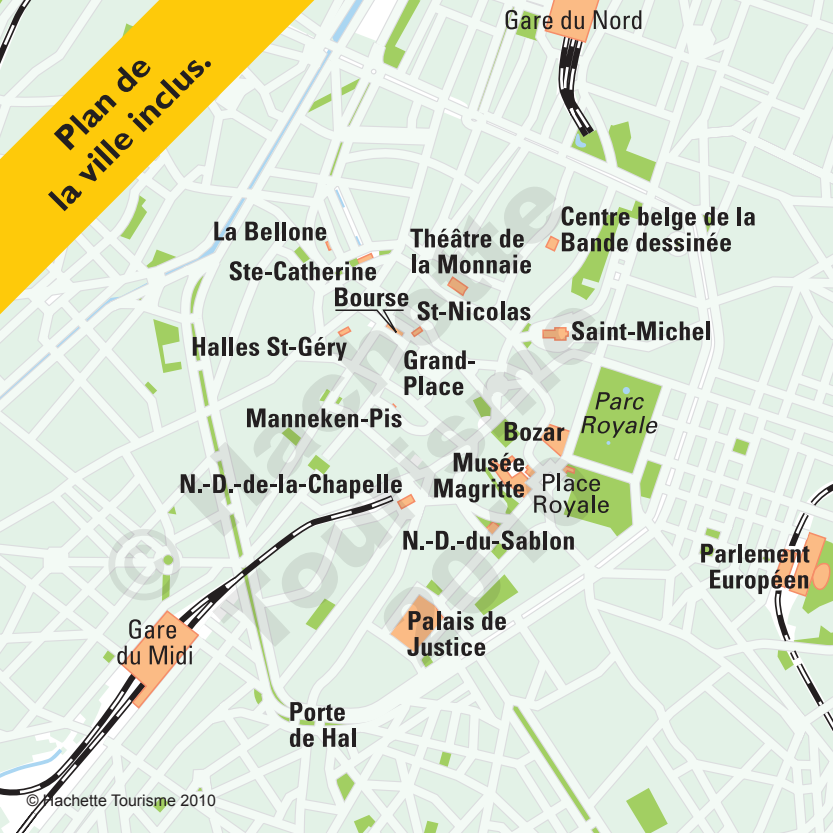 Gare du Nord
Plan de
la ville inclus.
Centre belge de la
Bande dessinée
La Bellone
Théâtre de
la Monnaie
Ste-Catherine
Bourse
St-Nicolas
Saint-Michel
Halles St-Géry
Grand-
Place
Parc
Royale
Manneken-Pis
Bozar
Musée
Magritte
N.-D.-de-la-Chapelle
Place
Royale
N.-D.-du-Sablon
Parlement
Européen
Gare
du Midi
Palais de
Justice
Porte
de Hal
© Hachette Tourisme 2010
© Hachette
Tourisme
2010